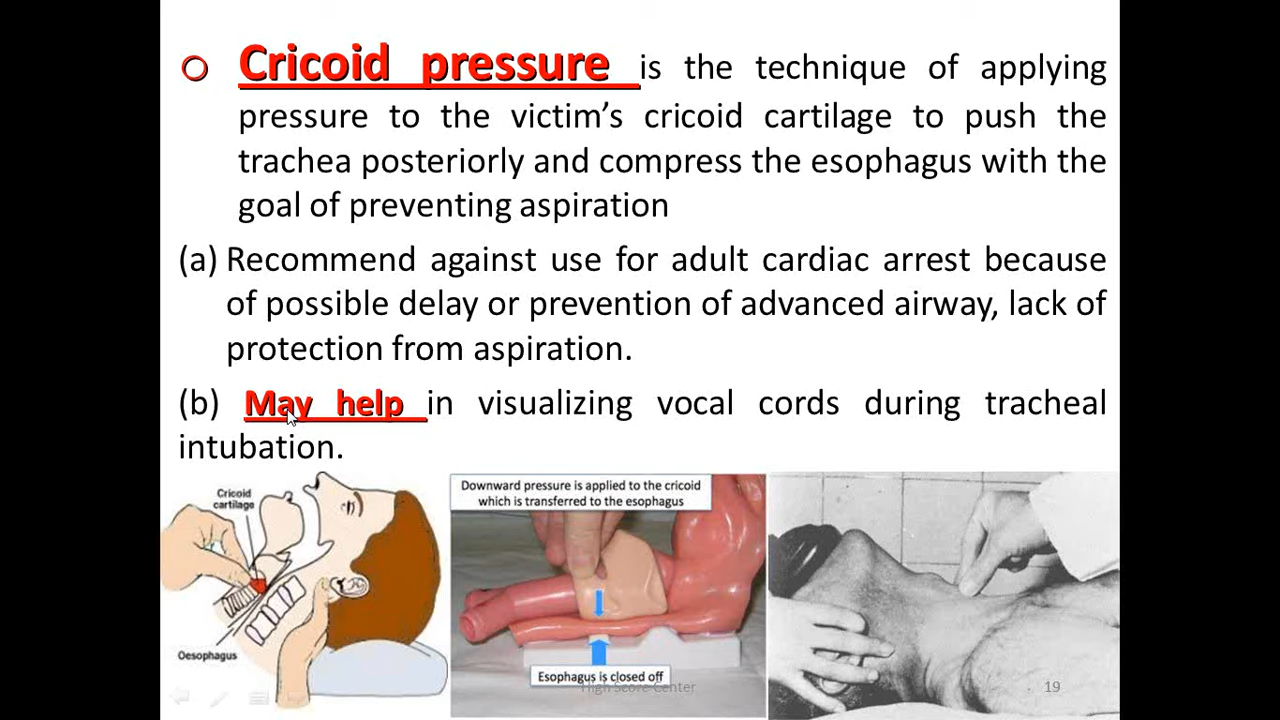 o Cricoid pressure is the technique of applying
pressure to the victim’s cricoid cartilage to push the
trachea posteriorly and compress the esophagus with the
goal of preventing aspiration
(a) Recommend against use for adult cardiac arrest because
of possible delay or prevention of advanced airway, lack of
protection from aspiration.
(b) May help in visualizing vocal cords during tracheal
intubation.
Cricoid
cartilage
Oesophagus
Downward pressure is applied to the cricoid
which is transferred to the esophagus
Esophagus is closed off
High Score Center
19